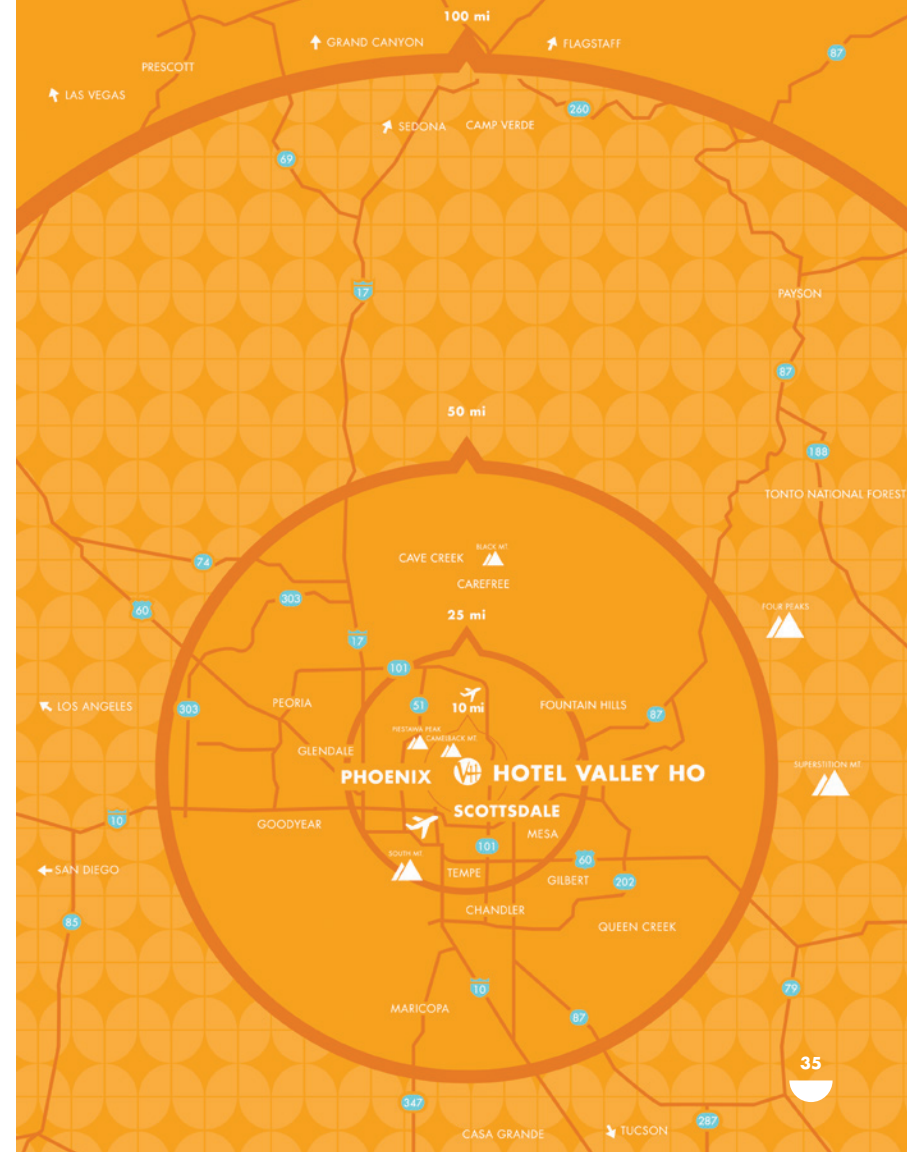 100 mi
GRAND CANYON
FLAGSTAFF
87
PRESCOTT
LAS VEGAS
260
SEDONA
CAMP VERDE
69
17
PAYSON
87
50 mi
188
TONTO NATIONAL FOREST
BLACK MT.
CAVE CREEK
74
CAREFREE
303
60
FOUR PEAKS
25 mi
17
101
PEORIA
51
10 mi
FOUNTAIN HILLS
LOS ANGELES
303
87
PIESTAWA PEAK
CAMELBACK MT.
GLENDALE
PHOENIX
VH
HOTEL VALLEY HO
SUPERSTITION MT.
SCOTTSDALE
10
GOODYEAR
MESA
101
SOUTH MT.
60
SAN DIEGO
TEMPE
GILBERT
202
CHANDLER
85
QUEEN CREEK
10
79
MARICOPA
87
35
347
287
CASA GRANDE
TUCSON